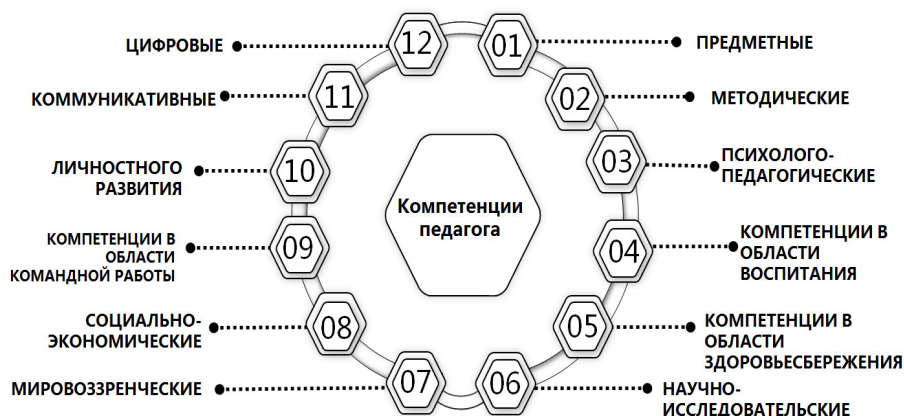 Компетенции
педагога
01
ПРЕДМЕТНЫЕ
02
МЕТОДИЧЕСКИЕ
03
ПСИХОЛОГО-
ПЕДАГОГИЧЕСКИЕ
04
КОМПЕТЕНЦИИ В
ОБЛАСТИ
ВОСПИТАНИЯ
05
КОМПЕТЕНЦИИ В
ОБЛАСТИ
ЗДОРОВЬЕСБЕРЕЖЕНИЯ
06
НАУЧНО-
ИССЛЕДОВАТЕЛЬСКИЕ
07
МИРОВОЗЗРЕНЧЕСКИЕ
08
СОЦИАЛЬНО-
ЭКОНОМИЧЕСКИЕ
09
КОМПЕТЕНЦИИ В
ОБЛАСТИ
КОМАНДНОЙ РАБОТЫ
10
ЛИЧНОСТНОГО
РАЗВИТИЯ
11
КОММУНИКАТИВНЫЕ
12
ЦИФРОВЫЕ